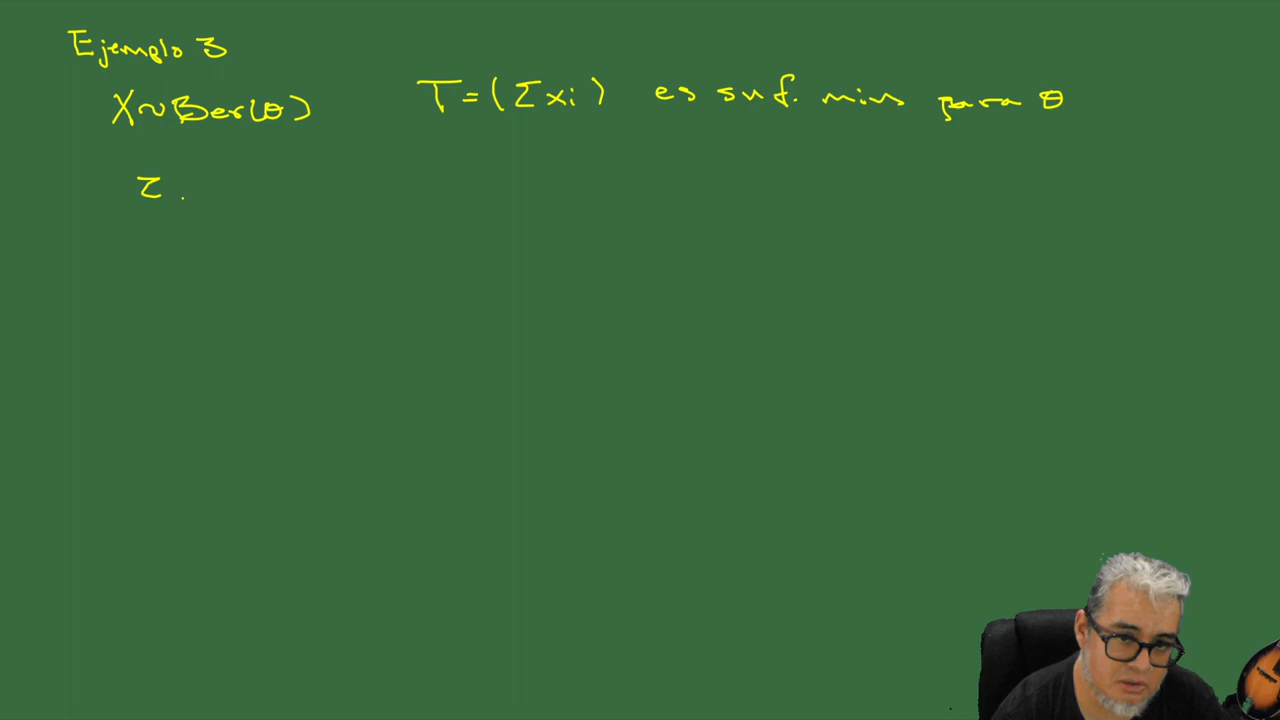 Ejemplo 3
X~Ber(θ) T=(Σxi) es suf. min para θ
Σ